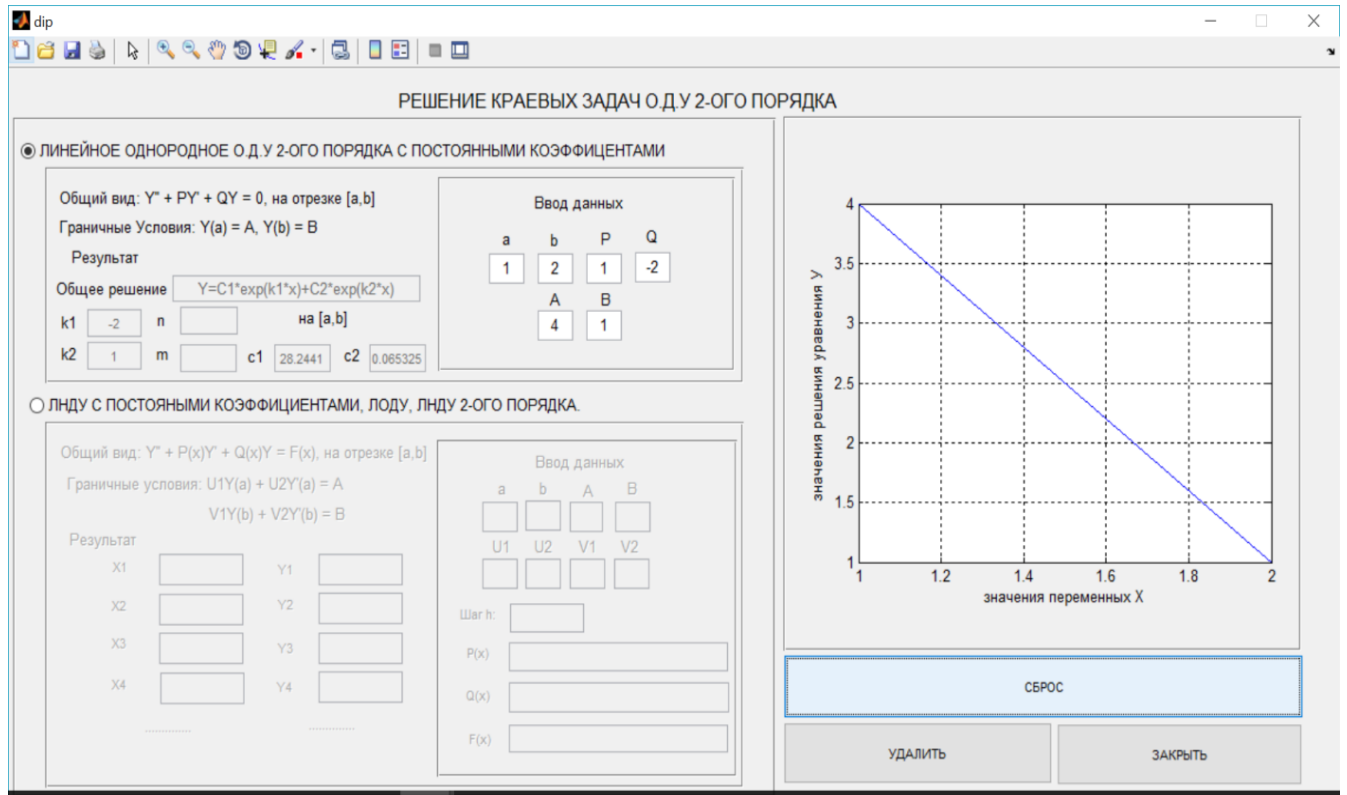 dip
РЕШЕНИЕ КРАЕВЫХ ЗАДАЧ О.Д.У 2-ОГО ПОРЯДКА
ЛИНЕЙНОЕ ОДНОРОДНОЕ О.Д.У 2-ОГО ПОРЯДКА С ПОСТОЯННЫМИ КОЭФФИЦЕНТАМИ
Общий вид: Y'' + PY' + QY = 0, на отрезке [a,b]
Граничные Условия: Y(a) = A, Y(b) = B
Результат
Общее решение Y=C1*exp(k1*x)+C2*exp(k2*x)
k1 -2 n на [a,b]
k2 1 m c1 28.2441 c2 0.065325
Ввод данных
a b P Q
1 2 1 -2
A B
4 1
ЛНДУ С ПОСТОЯНЫМИ КОЭФФИЦИЕНТАМИ, ЛОДУ, ЛНДУ 2-ОГО ПОРЯДКА.
Общий вид: Y'' + P(x)Y' + Q(x)Y = F(x), на отрезке [a,b]
Граничные условия: U1Y(a) + U2Y'(a) = A
V1Y(b) + V2Y'(b) = B
Результат
X1 Y1
X2 Y2
X3 Y3
X4 Y4
.............
.............
Ввод данных
a b A B
U1 U2 V1 V2
Шаг h:
P(x)
Q(x)
F(x)
значения решения уравнения У
4
3.5
3
2.5
2
1.5
1
1 1.2 1.4 1.6 1.8 2
значения переменных X
СБРОС
УДАЛИТЬ
ЗАКРЫТЬ